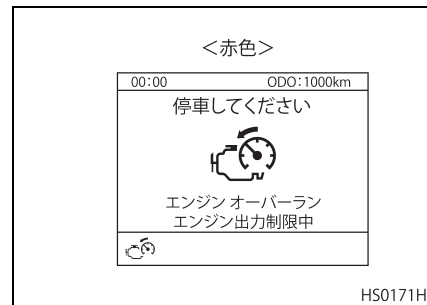 ＜赤色＞
00:00 ODO:1000km
停車してください
エンジン オーバーラン
エンジン出力制限中
HS0171H